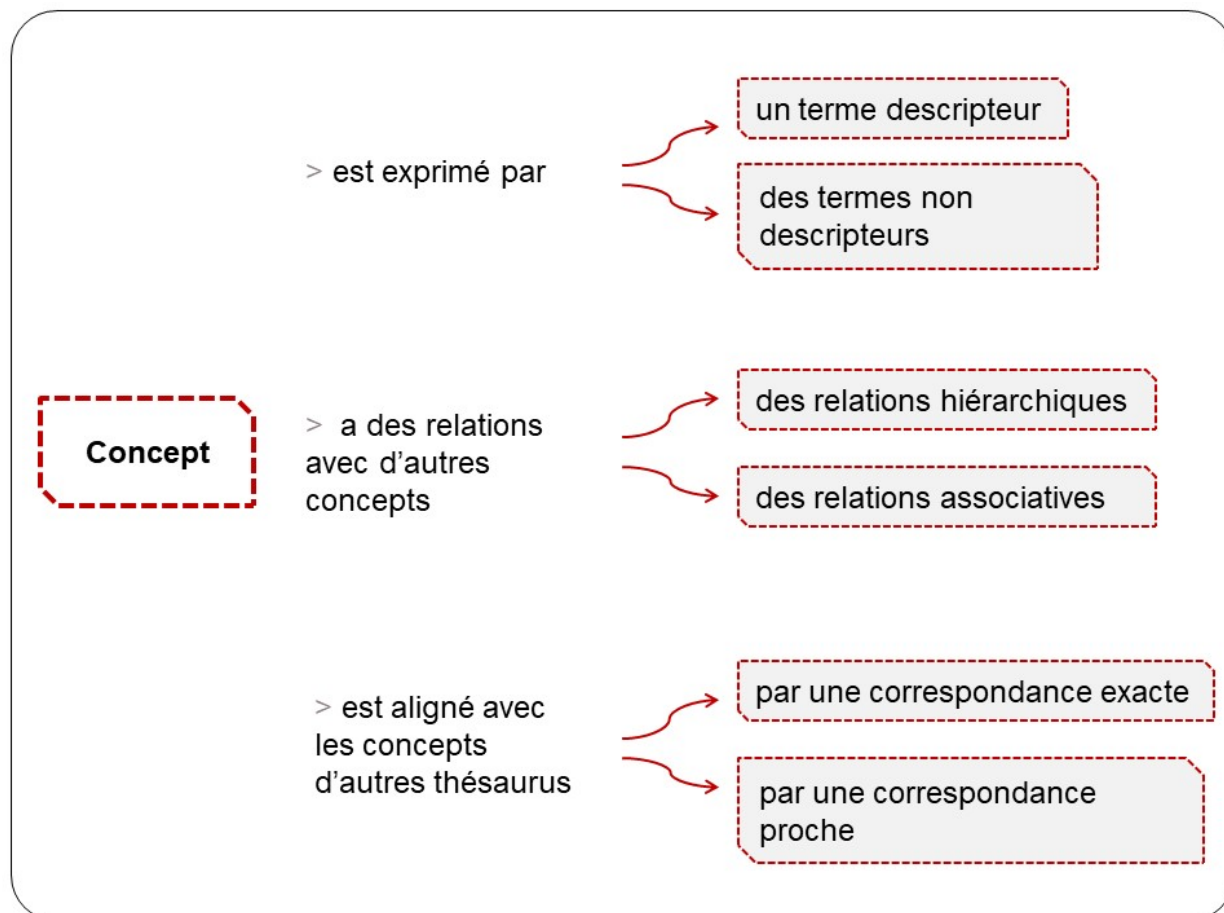 un terme descripteur
> est exprimé par
des termes non
descripteurs
Concept
> a des relations
avec d’autres
concepts
des relations hiérarchiques
des relations associatives
> est aligné avec
les concepts
d’autres thésaurus
par une correspondance exacte
par une correspondance
proche